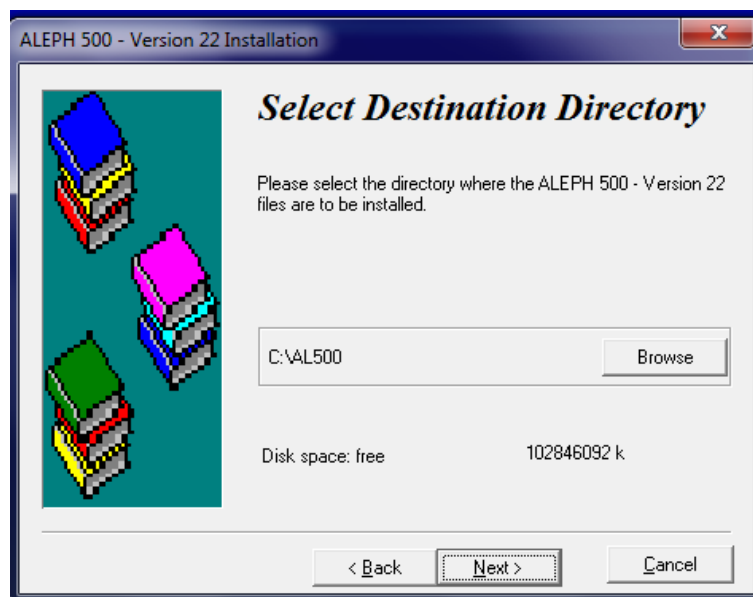 ALEPH 500 - Version 22 Installation
Select Destination Directory
Please select the directory where the ALEPH 500 - Version 22
files are to be installed.
C:\AL500
Browse
Disk space: free 102846092 k
< Back
Next >
Cancel